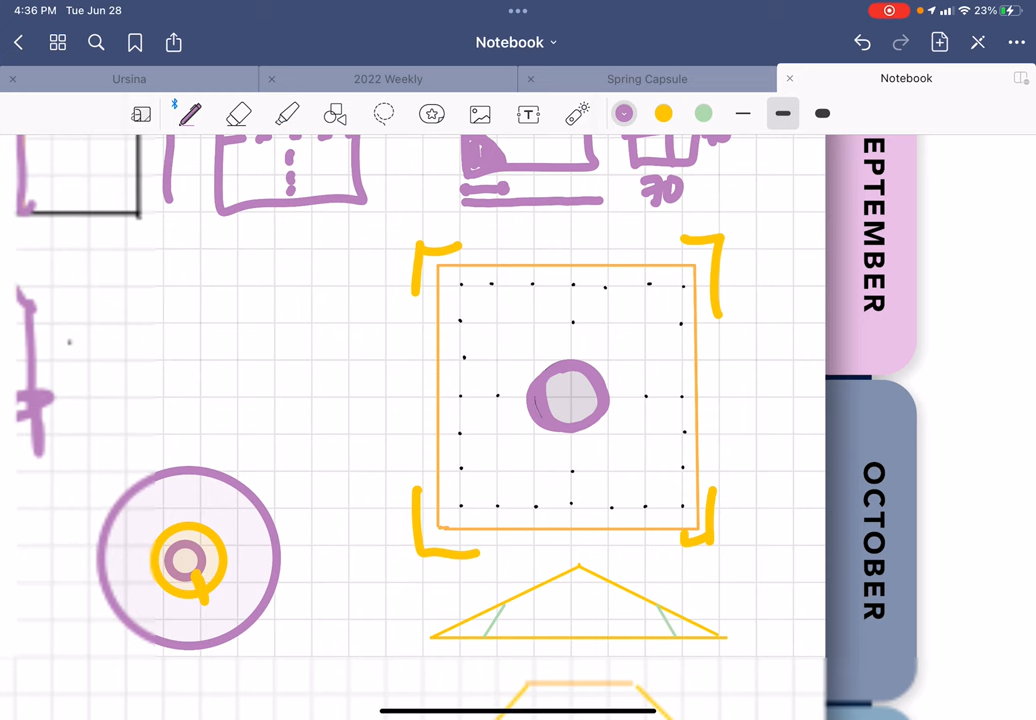 4:36 PM Tue Jun 28
23%
Notebook
Ursina
2022 Weekly
Spring Capsule
Notebook
T
30
EPTEMBER
OCTOBER